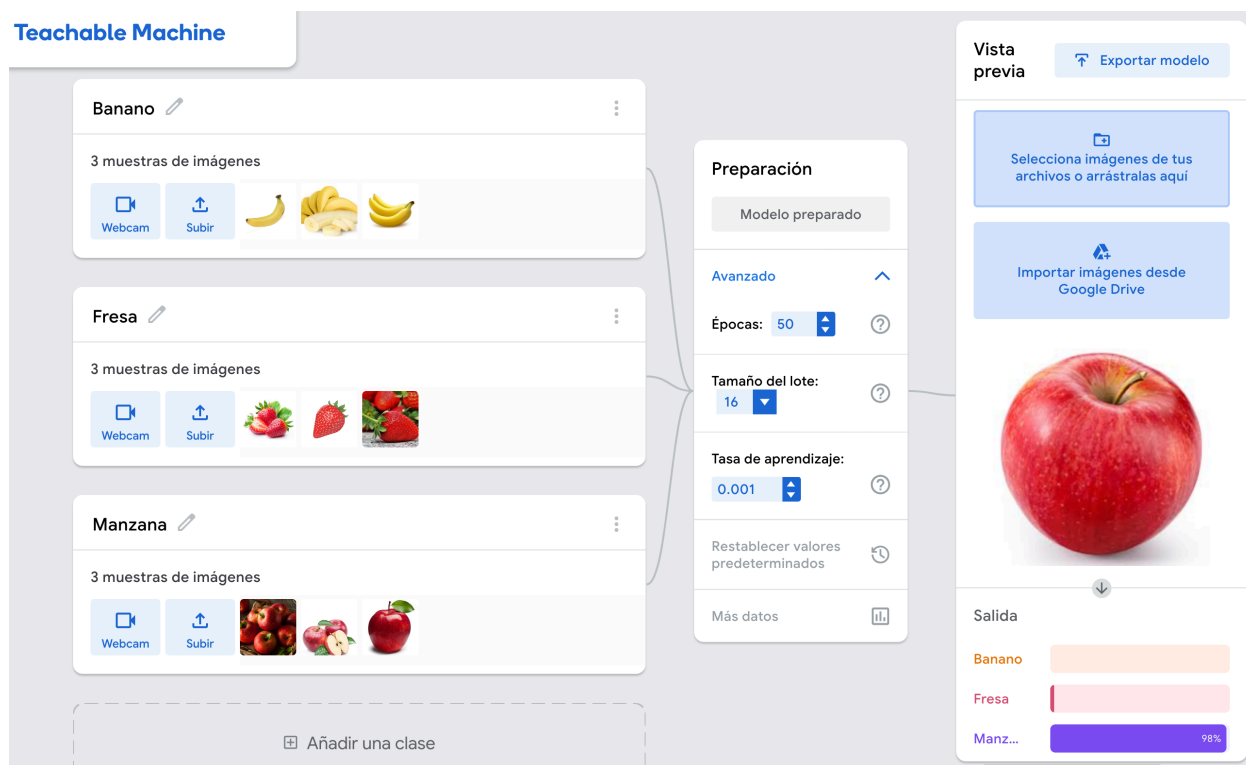 Teachable Machine
Banano
3 muestras de imágenes
Webcam
Subir
Fresa
3 muestras de imágenes
Webcam
Subir
Manzana
3 muestras de imágenes
Webcam
Subir
Añadir una clase
Preparación
Modelo preparado
Avanzado
Épocas: 50
Tamaño del lote:
16
Tasa de aprendizaje:
0.001
Restablecer valores
predeterminados
Más datos
Vista
previa
Exportar modelo
Selecciona imágenes de tus
archivos o arrástralas aquí
Importar imágenes desde
Google Drive
Salida
Banano
Fresa
Manz... 98%